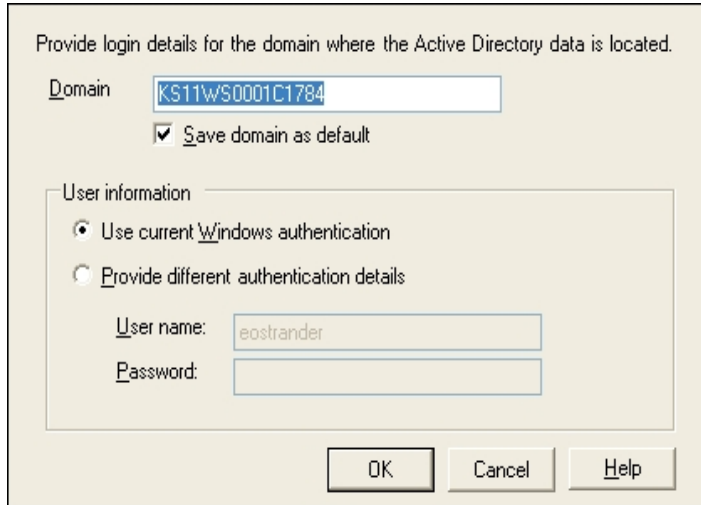 Provide login details for the domain where the Active Directory data is located.
Domain KS11WS0001C1784
Save domain as default
User information
Use current Windows authentication
Provide different authentication details
User name: eostrander
Password:
OK Cancel Help